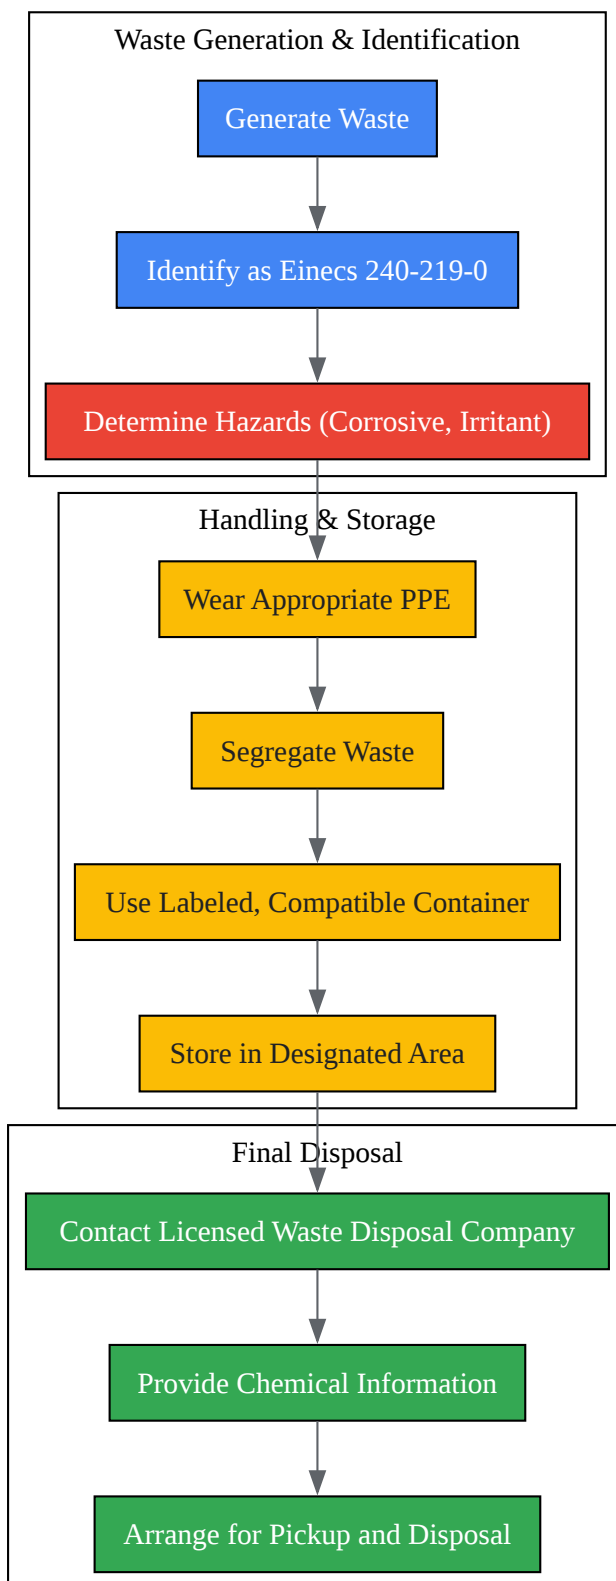 Waste Generation & Identification
Generate Waste
Identify as Einecs 240-219-0
Determine Hazards (Corrosive, Irritant)
Handling & Storage
Wear Appropriate PPE
Segregate Waste
Use Labeled, Compatible Container
Store in Designated Area
Final Disposal
Contact Licensed Waste Disposal Company
Provide Chemical Information
Arrange for Pickup and Disposal